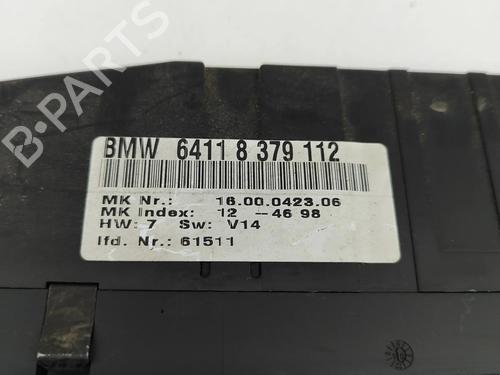 B-PARTS
BMW 6411 8 379 112
MK Nr.: 16.00.0423.06
MK Index: 12 --46 98
HW: 7 Sw: V14
lfd. Nr.: 61511